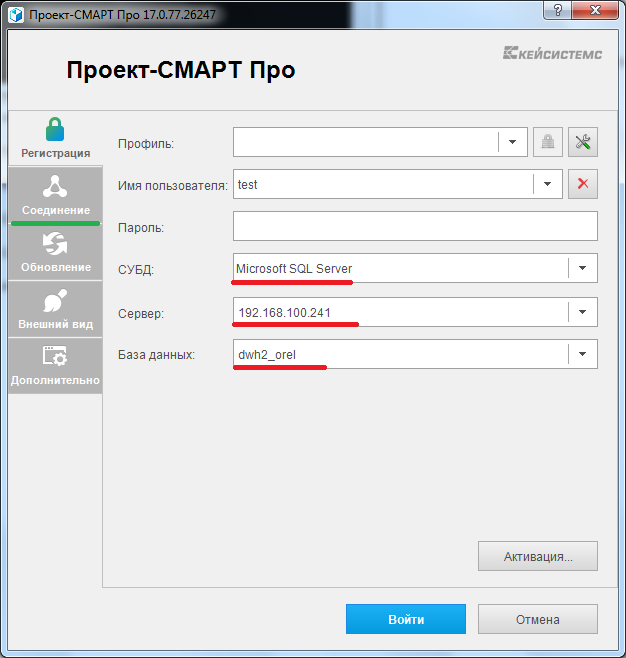 Проект-СМАРТ Про 17.0.77.26247
?
Проект-СМАРТ Про
КЕЙСИСТЕМС
Регистрация
Соединение
Обновление
Внешний вид
Дополнительно
Профиль:
Имя пользователя: test
Пароль:
СУБД: Microsoft SQL Server
Сервер: 192.168.100.241
База данных: dwh2_orel
Активация...
Войти Отмена